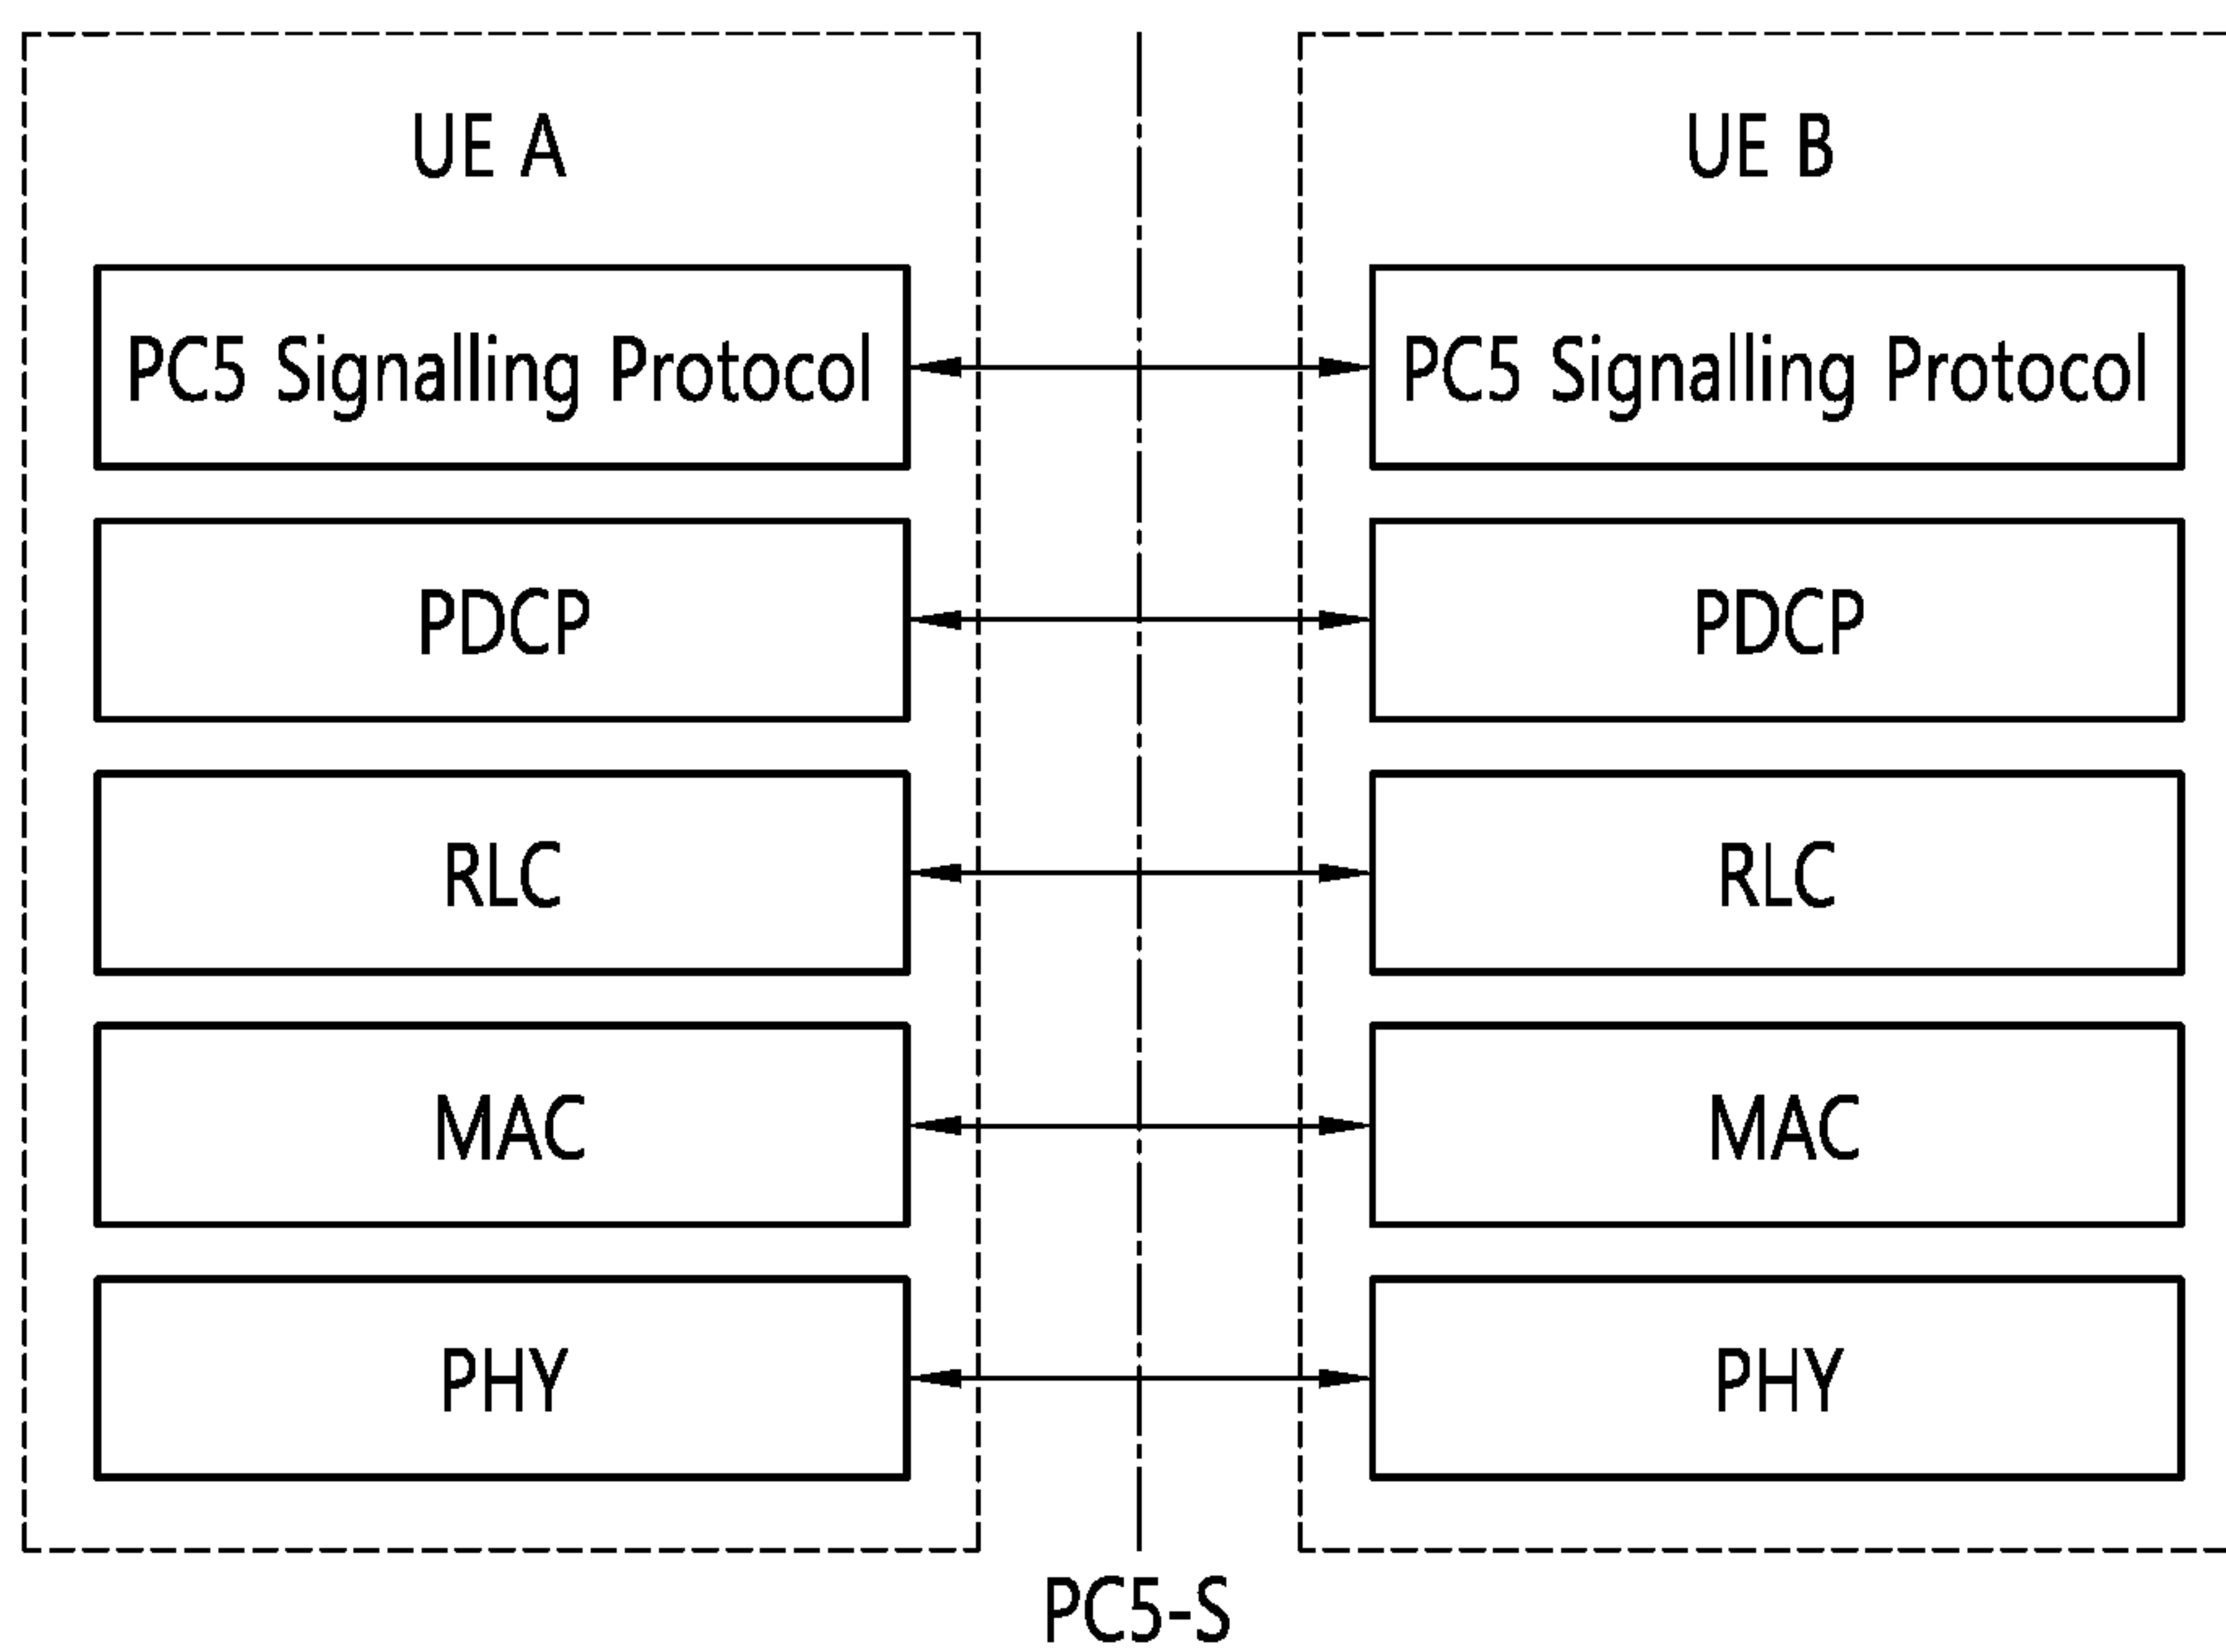 UE A
UE B
PC5 Signalling Protocol
PC5 Signalling Protocol
PDCP
PDCP
RLC
RLC
MAC
MAC
PHY
PHY
PC5-S